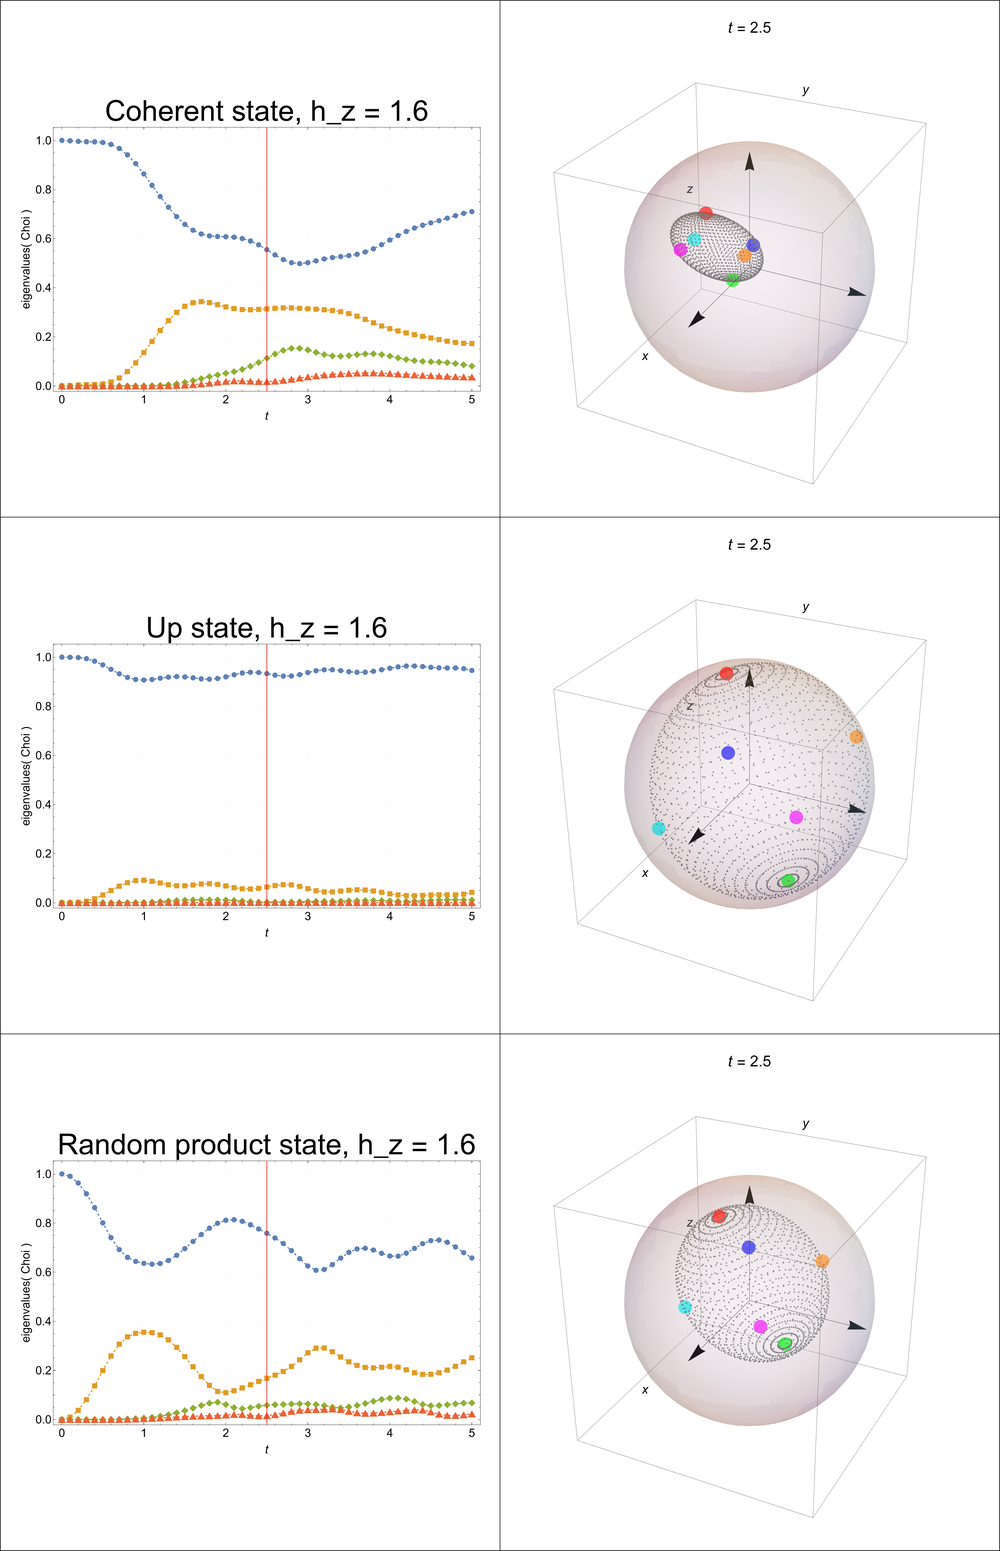 Coherent state, h_z = 1.6
eigenvalues( Choi )
1.0
0.8
0.6
0.4
0.2
0.0
0 1 2 3 4 5
t
t = 2.5
y
z
x
Up state, h_z = 1.6
eigenvalues( Choi )
1.0
0.8
0.6
0.4
0.2
0.0
0 1 2 3 4 5
t
t = 2.5
y
z
x
Random product state, h_z = 1.6
eigenvalues( Choi )
1.0
0.8
0.6
0.4
0.2
0.0
0 1 2 3 4 5
t
t = 2.5
y
z
x